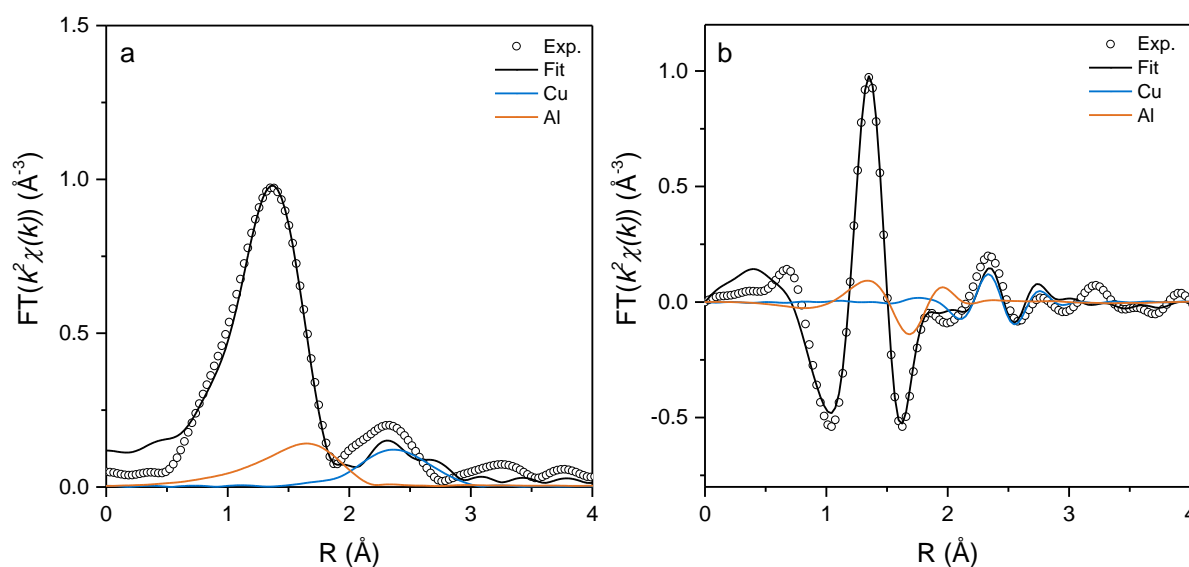 a
Exp.
Fit
Cu
Al
1.5
1.0
0.5
0.0
FT(k²χ(k)) (Å⁻³)
0 1 2 3 4
R (Å)
b
Exp.
Fit
Cu
Al
1.0
0.5
0.0
-0.5
FT(k²χ(k)) (Å⁻³)
0 1 2 3 4
R (Å)